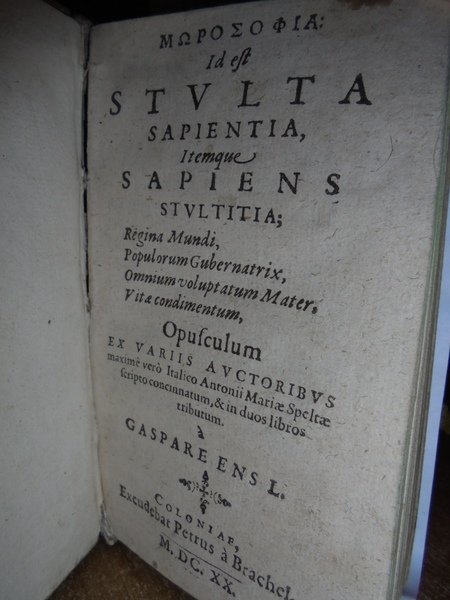 ΜΩΡΟΣΟΦΙΑ:
Id eſt
STVLTA
SAPIENTIA,
Itemque
SAPIENS
STVLTITIA;
Regina Mundi,
Populorum Gubernatrix,
Omnium voluptatum Mater,
Vitæ condimentum,
Opuſculum
EX VARIIS AVCTORIBVS
maximè verò Italico Antonii Mariæ Speltæ
ſcripto concinnatum, & in duos libros
tributum.
à
GASPARE ENS L.
COLONIAE,
Excudebat Petrus à Brachel.
M. DC. XX.